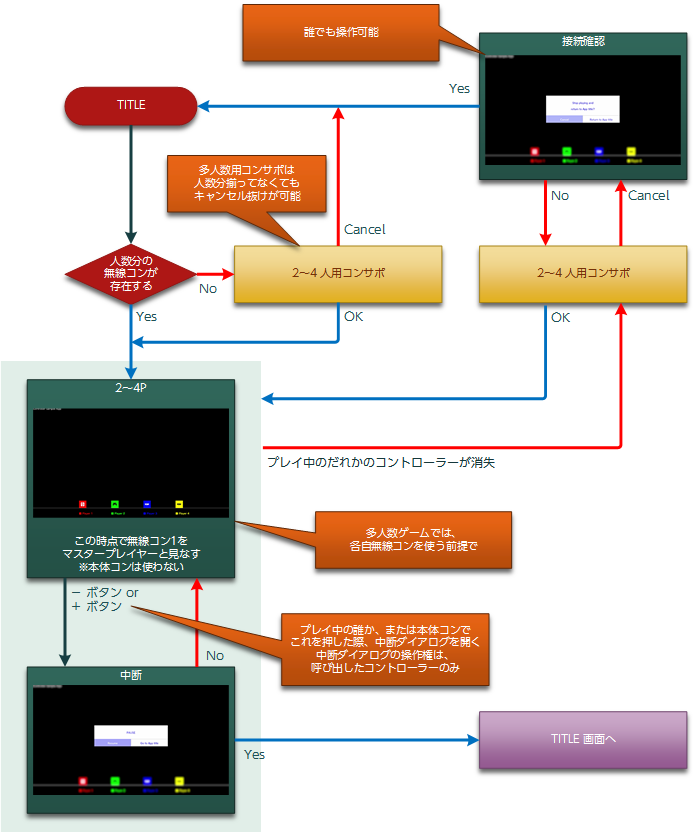 誰でも操作可能
接続確認
Stop playing and
return to App title?
Return to App title
Yes
TITLE
多人数用コンサポは
人数分揃ってなくても
キャンセル抜けが可能
No
Cancel
Cancel
人数分の
無線コンが
存在する
No
2～4 人用コンサポ
2～4 人用コンサポ
Yes
OK
OK
2～4P
プレイ中のだれかのコントローラーが消失
この時点で無線コン1を
マスタープレイヤーと見なす
※本体コンは使わない
多人数ゲームでは、
各自無線コンを使う前提で
－ ボタン or
＋ ボタン
プレイ中の誰か、または本体コンで
これを押した際、中断ダイアログを開く
中断ダイアログの操作権は、
呼び出したコントローラーのみ
No
中断
Yes
TITLE 画面へ